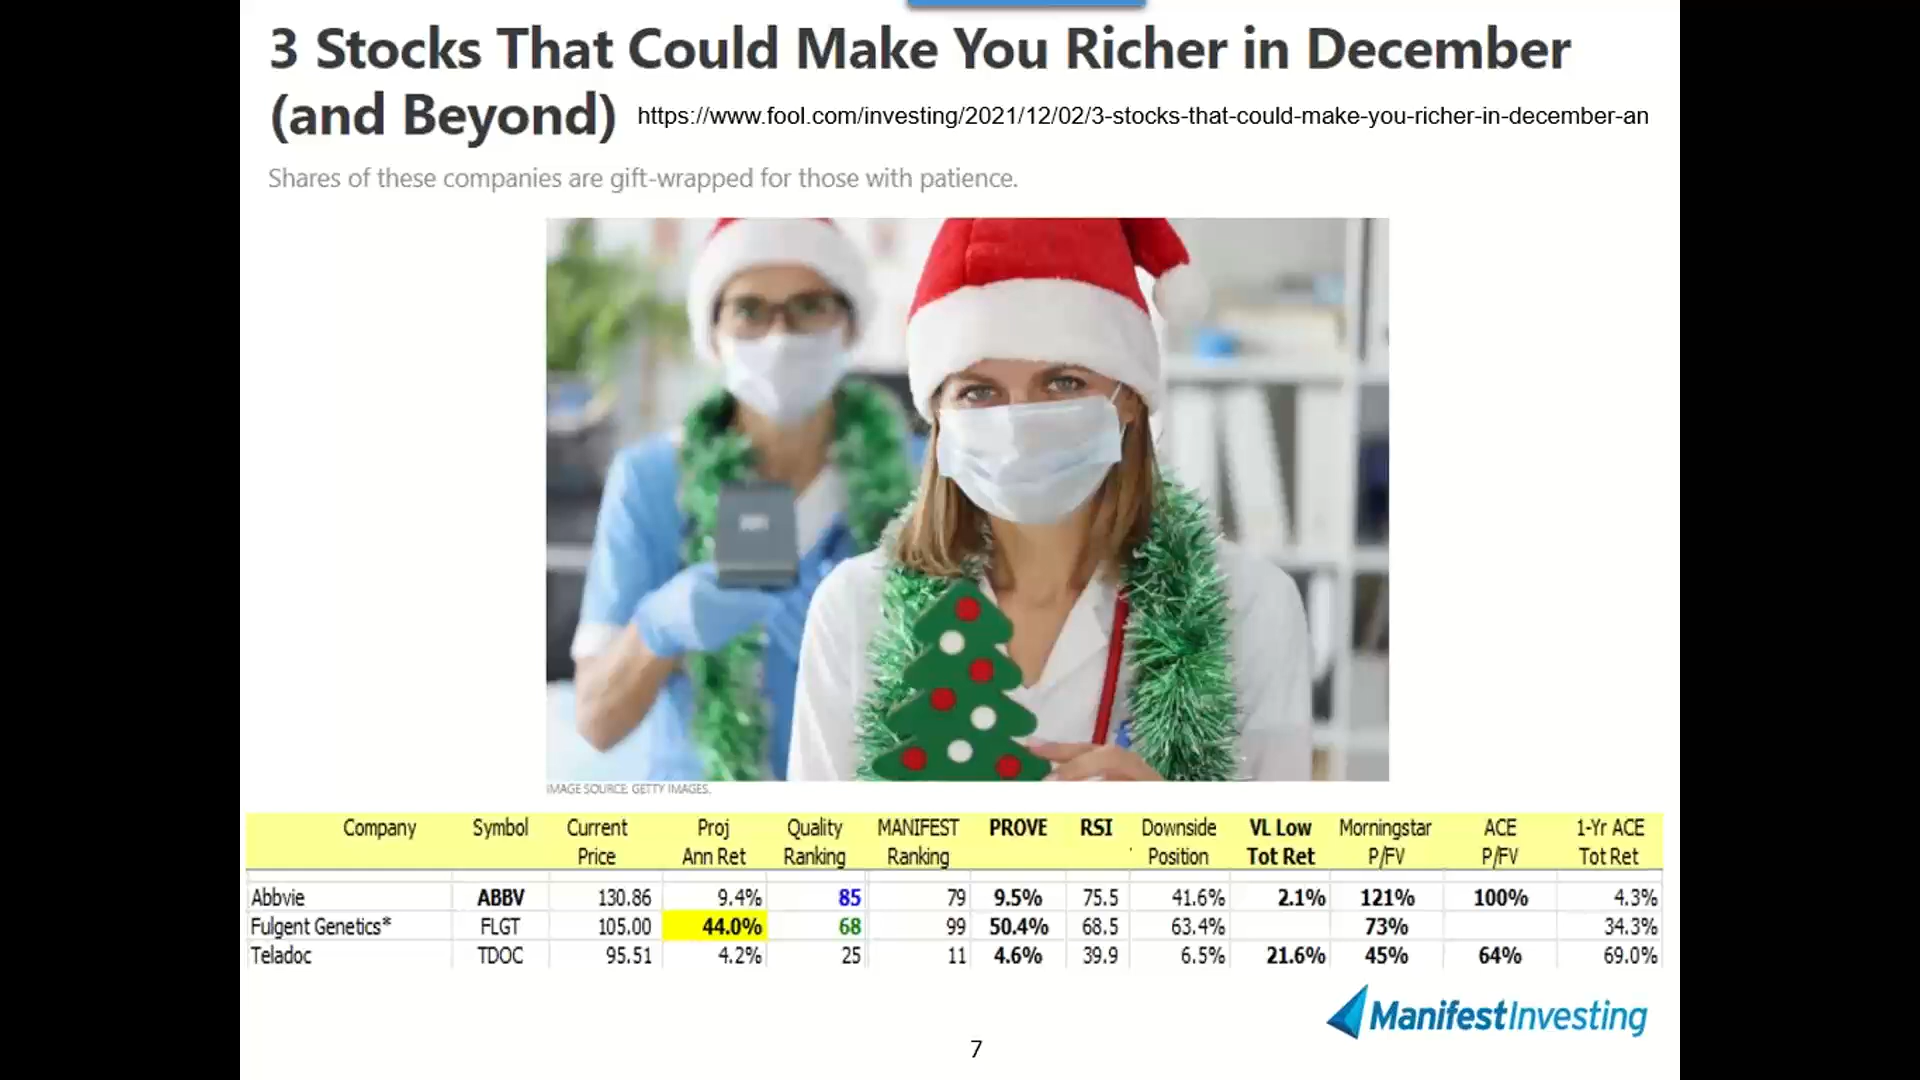 3 Stocks That Could Make You Richer in December
(and Beyond) https://www.fool.com/investing/2021/12/02/3-stocks-that-could-make-you-richer-in-december-an
Shares of these companies are gift-wrapped for those with patience.
IMAGE SOURCE: GETTY IMAGES.
Company Symbol Current Proj Quality MANIFEST PROVE RSI Downside VL Low Morningstar ACE 1-Yr ACE
Price Ann Ret Ranking Ranking Position Tot Ret P/FV P/FV Tot Ret
Abbvie ABBV 130.86 9.4% 85 79 9.5% 75.5 41.6% 2.1% 121% 100% 4.3%
Fulgent Genetics* FLGT 105.00 44.0% 68 99 50.4% 68.5 63.4% 73% 34.3%
Teladoc TDOC 95.51 4.2% 25 11 4.6% 39.9 6.5% 21.6% 45% 64% 69.0%
ManifestInvesting
7